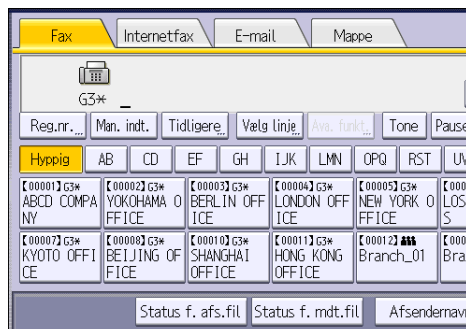 Fax Internetfax E-mail Mappe
G3* _
Reg.nr. Man. indt. Tidligere Vælg linje Ava. funkt. Tone Pause
Hyppig AB CD EF GH IJK LMN OPQ RST UV
[00001] G3* [00002] G3* [00003] G3* [00004] G3* [00005] G3* [000
ABCD COMPA YOKOHAMA O BERLIN OFF LONDON OFF NEW YORK O LOS
NY FFICE ICE ICE FFICE S
[00007] G3* [00008] G3* [00010] G3* [00011] G3* [00012] [000
KYOTO OFFI BEIJING OF SHANGHAI HONG KONG Branch_01 Bra
CE FICE OFFICE OFFICE
Status f. afs.fil Status f. mdt.fil Afsendernavn